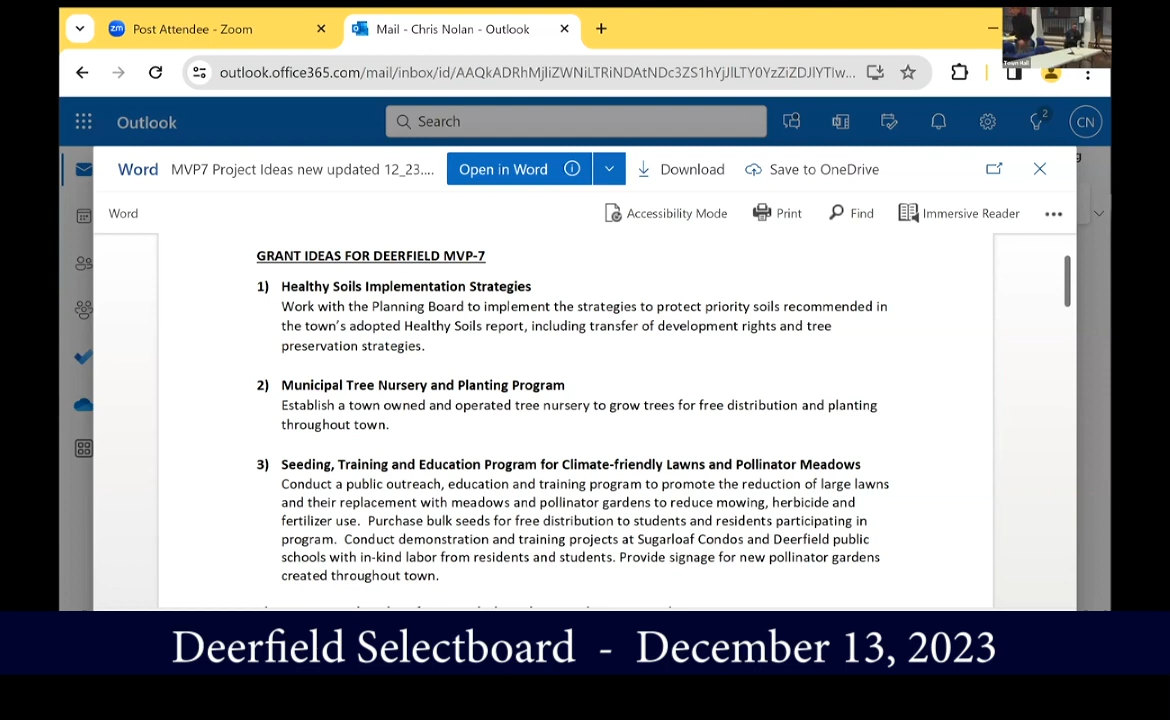 Post Attendee - Zoom
Mail - Chris Nolan - Outlook
outlook.office365.com/mail/inbox/id/
Outlook
Search
2
CN
Town Hall
Word MVP7 Project Ideas new updated 12_23....
Open in Word
Download
Save to OneDrive
Word
Accessibility Mode
Print
Find
Immersive Reader
GRANT IDEAS FOR DEERFIELD MVP-7
1) Healthy Soils Implementation Strategies
Work with the Planning Board to implement the strategies to protect priority soils recommended in
the town's adopted Healthy Soils report, including transfer of development rights and tree
preservation strategies.
2) Municipal Tree Nursery and Planting Program
Establish a town owned and operated tree nursery to grow trees for free distribution and planting
throughout town.
3) Seeding, Training and Education Program for Climate-friendly Lawns and Pollinator Meadows
Conduct a public outreach, education and training program to promote the reduction of large lawns
and their replacement with meadows and pollinator gardens to reduce mowing, herbicide and
fertilizer use. Purchase bulk seeds for free distribution to students and residents participating in
program. Conduct demonstration and training projects at Sugarloaf Condos and Deerfield public
schools with in-kind labor from residents and students. Provide signage for new pollinator gardens
created throughout town.
Deerfield Selectboard - December 13, 2023